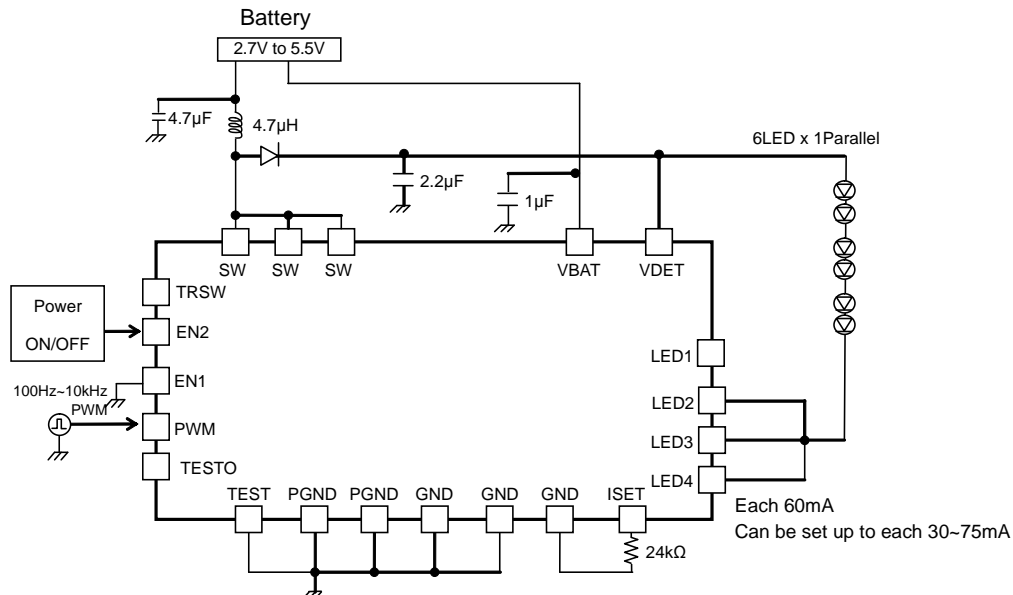 Battery
2.7V to 5.5V
4.7μF
4.7μH
6LED x 1Parallel
2.2μF
1μF
SW
SW
SW
VBAT
VDET
TRSW
Power
ON/OFF
EN2
LED1
EN1
100Hz~10kHz
PWM
LED2
PWM
LED3
TESTO
LED4
TEST
PGND
PGND
GND
GND
GND
ISET
Each 60mA
Can be set up to each 30~75mA
24kΩ